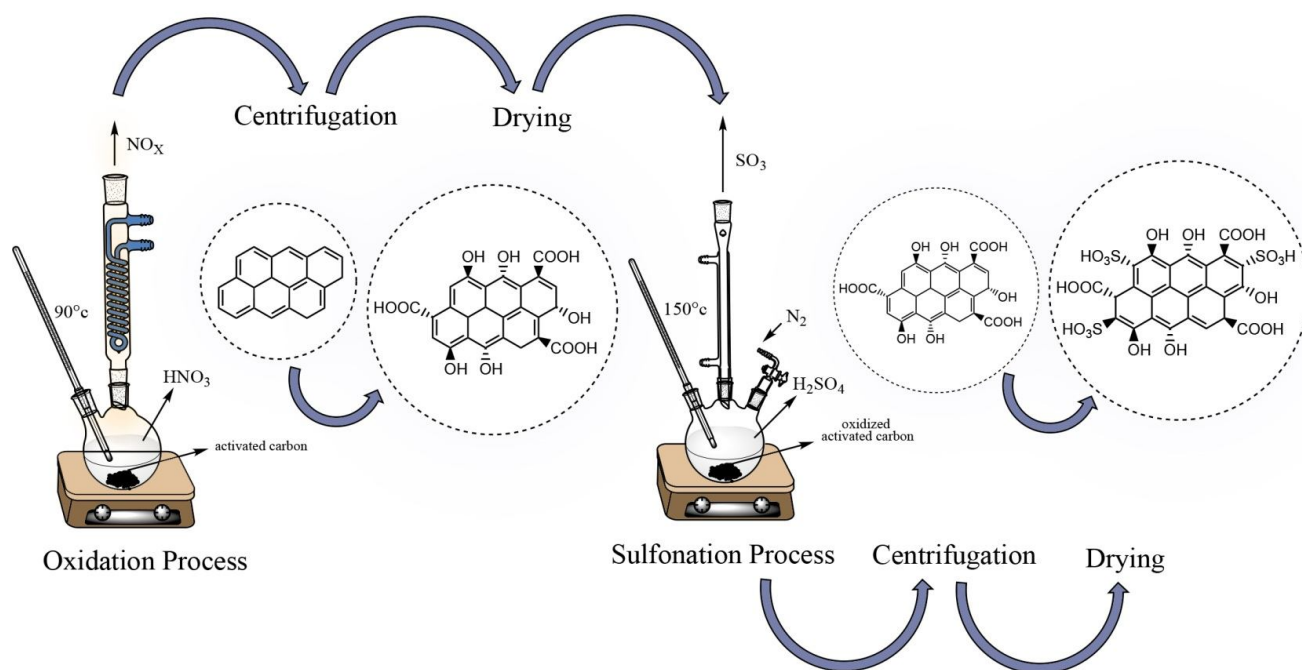 Centrifugation
Drying
NOX
SO3
90°c
HNO3
activated carbon
OH
OH
COOH
HOOC
OH
COOH
OH
OH
150°c
N2
H2SO4
oxidized
activated carbon
OH
OH
COOH
HOOC
OH
COOH
OH
OH
OH
OH
COOH
HO3S
SO3H
HOOC
OH
HO3S
COOH
OH
OH
Oxidation Process
Sulfonation Process
Centrifugation
Drying